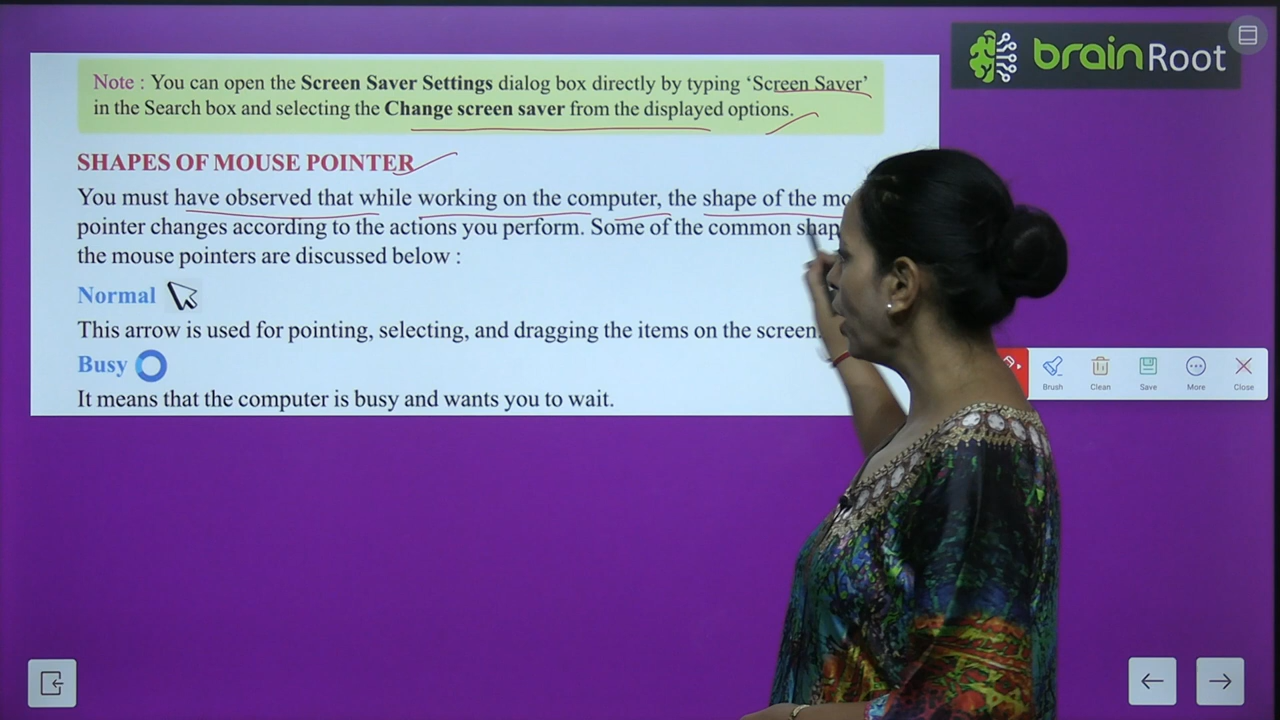 Note : You can open the Screen Saver Settings dialog box directly by typing ‘Screen Saver’
in the Search box and selecting the Change screen saver from the displayed options.
SHAPES OF MOUSE POINTER
You must have observed that while working on the computer, the shape of the
pointer changes according to the actions you perform. Some of the common
the mouse pointers are discussed below :
Normal
This arrow is used for pointing, selecting, and dragging the items on the screen.
Busy
It means that the computer is busy and wants you to wait.
brainRoot
Brush Clean Save More Close